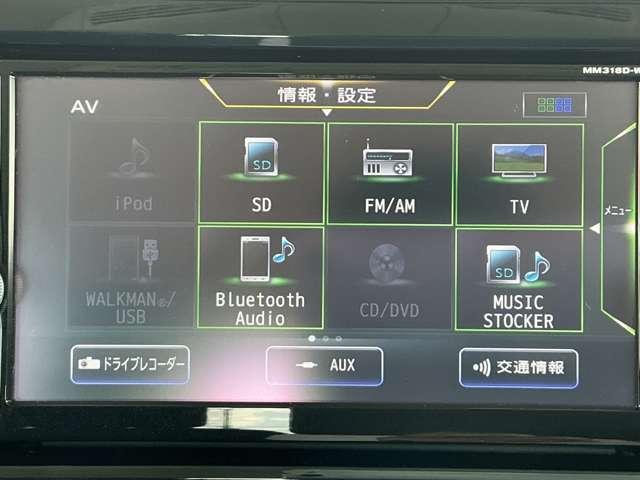 MM318D-W
情報・設定
AV
iPod
SD
SD
FM/AM
TV
メニュー
WALKMAN®/
USB
Bluetooth
Audio
CD/DVD
SD
MUSIC
STOCKER
ドライブレコーダー
AUX
交通情報